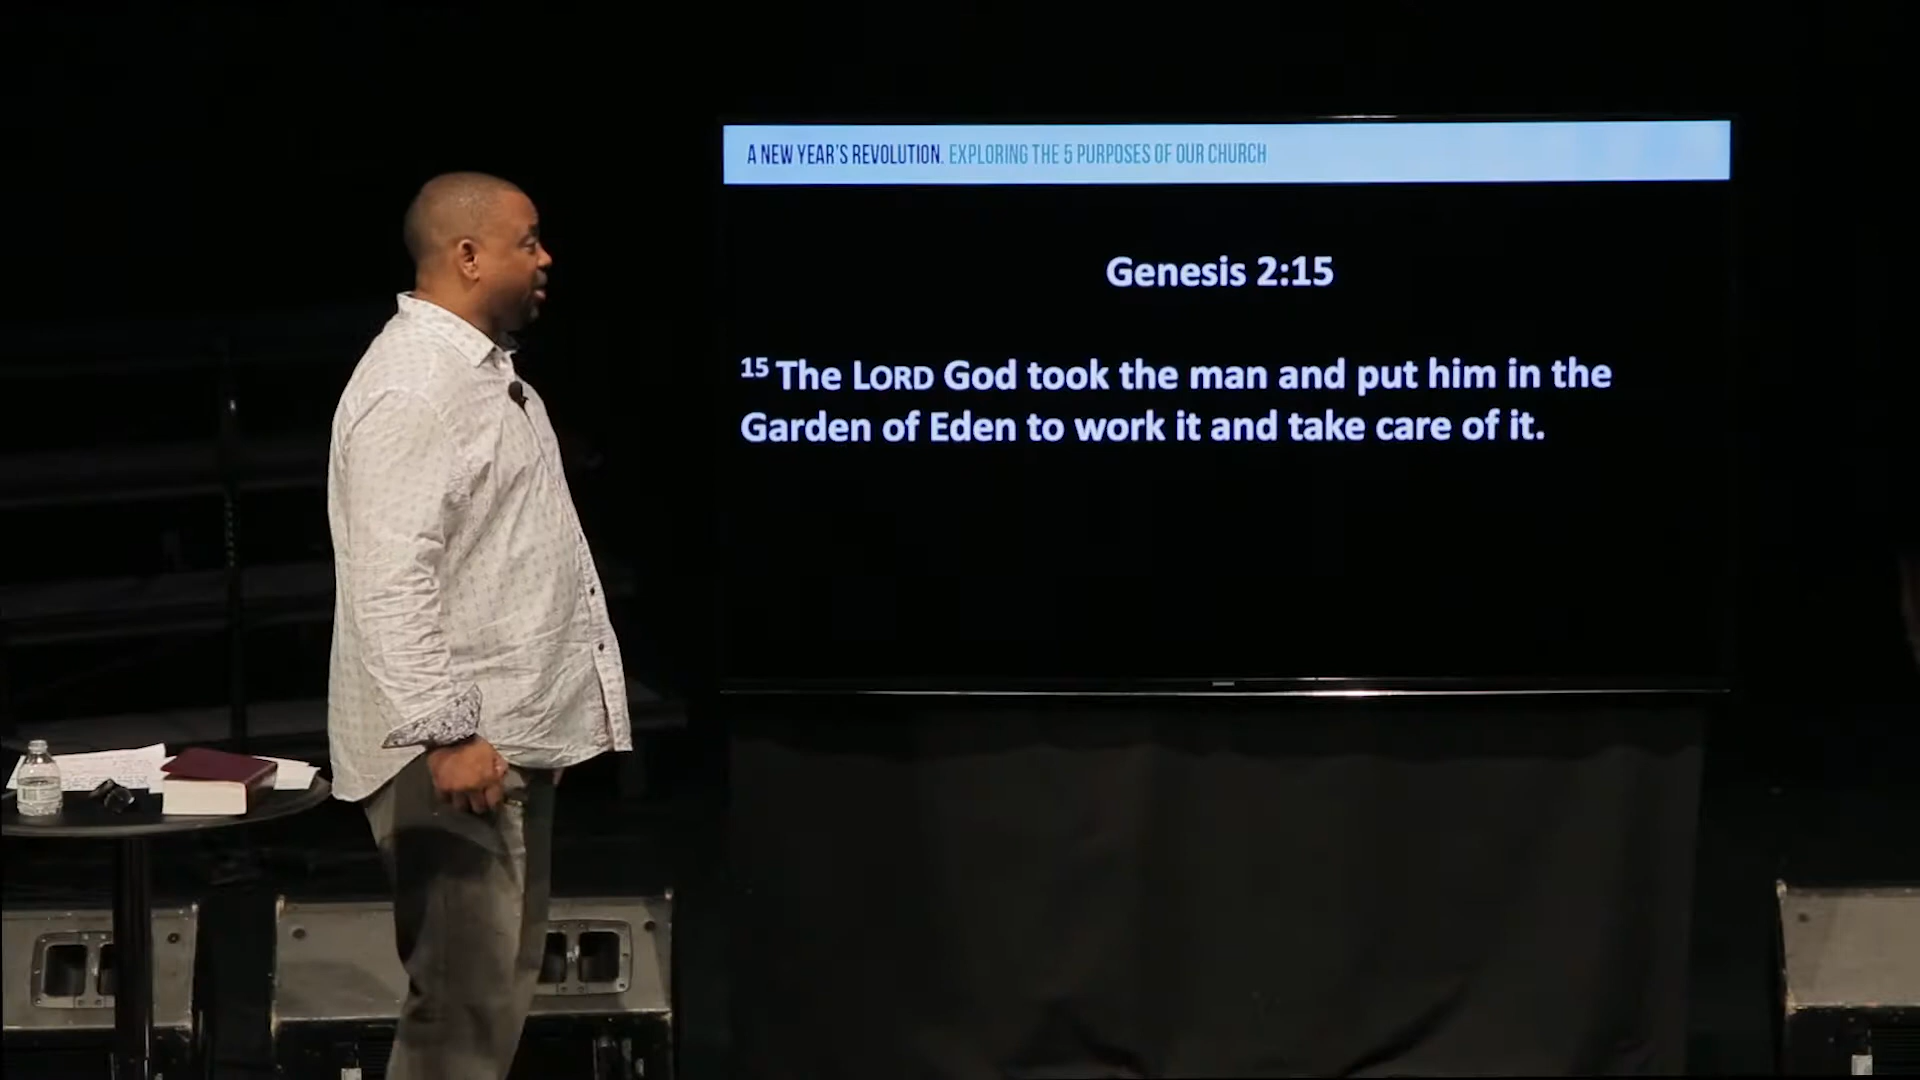 A NEW YEAR'S REVOLUTION. EXPLORING THE 5 PURPOSES OF OUR CHURCH
Genesis 2:15
15 The LORD God took the man and put him in the
Garden of Eden to work it and take care of it.